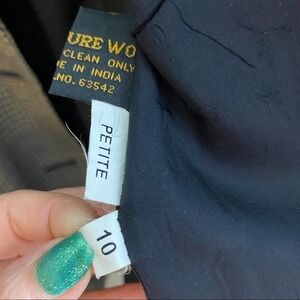 URE WO
CLEAN ONLY
E IN INDIA
NO. 63542
PETITE
10